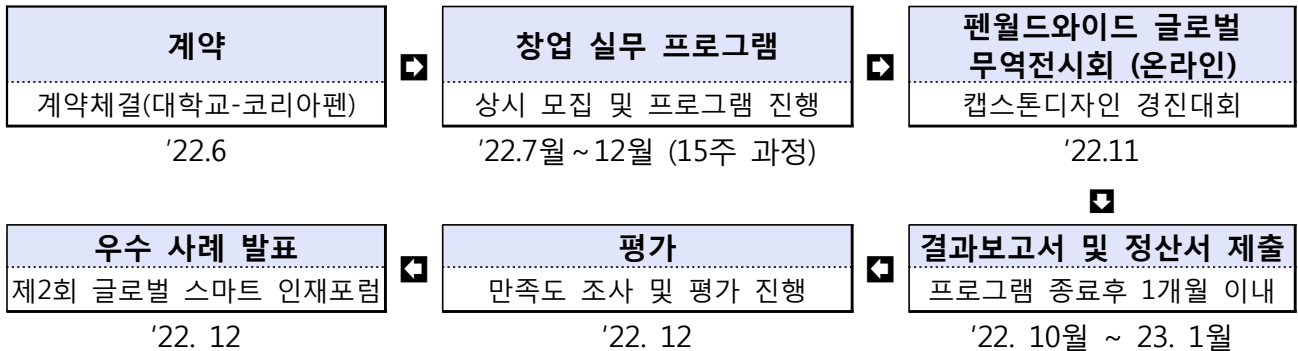 계약
계약체결(대학교-코리아펜)
'22.6
창업 실무 프로그램
상시 모집 및 프로그램 진행
'22.7월~12월 (15주 과정)
펜월드와이드 글로벌
무역전시회 (온라인)
캡스톤디자인 경진대회
'22.11
결과보고서 및 정산서 제출
프로그램 종료후 1개월 이내
'22. 10월 ~ 23. 1월
평가
만족도 조사 및 평가 진행
'22. 12
우수 사례 발표
제2회 글로벌 스마트 인재포럼
'22. 12